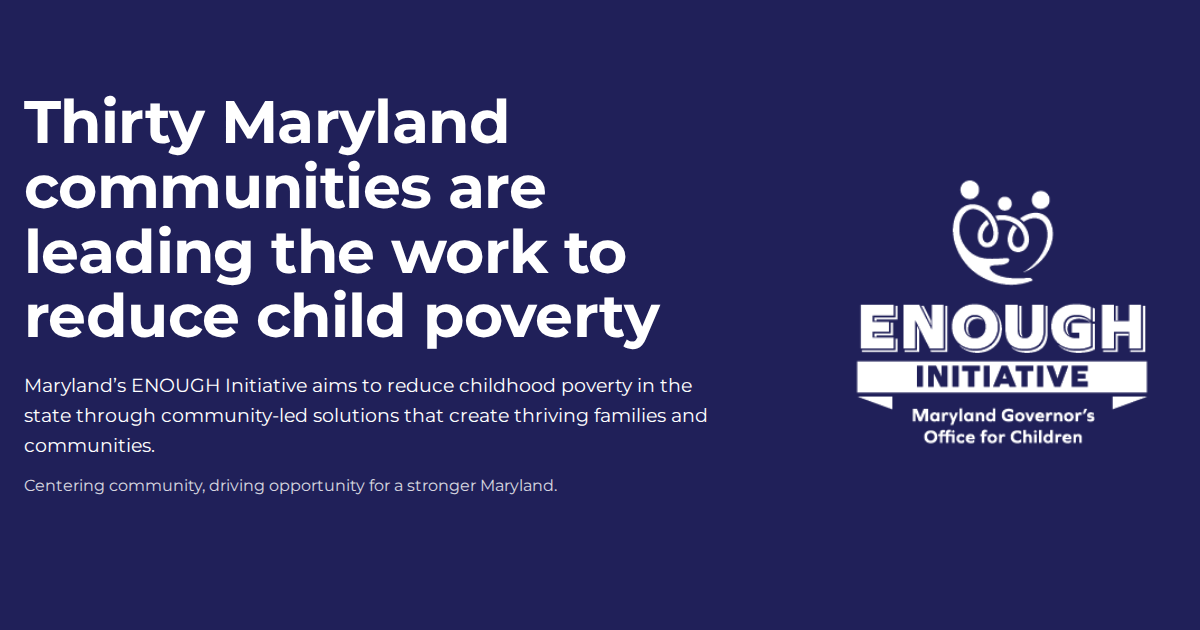 Thirty Maryland
communities are
leading the work to
reduce child poverty
Maryland’s ENOUGH Initiative aims to reduce childhood poverty in the
state through community-led solutions that create thriving families and
communities.
Centering community, driving opportunity for a stronger Maryland.
ENOUGH
INITIATIVE
Maryland Governor’s
Office for Children